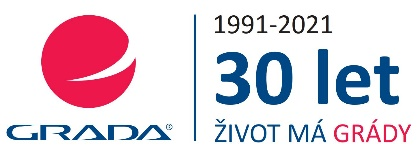 GRADA®
1991-2021
30 let
ŽIVOT MÁ GRÁDY